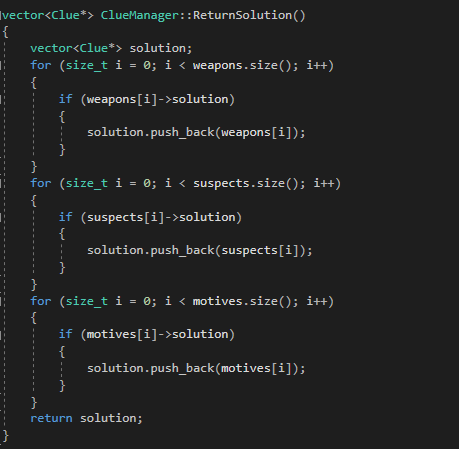 vector<Clue*> ClueManager::ReturnSolution()
{
    vector<Clue*> solution;
    for (size_t i = 0; i < weapons.size(); i++)
    {
        if (weapons[i]->solution)
        {
            solution.push_back(weapons[i]);
        }
    }
    for (size_t i = 0; i < suspects.size(); i++)
    {
        if (suspects[i]->solution)
        {
            solution.push_back(suspects[i]);
        }
    }
    for (size_t i = 0; i < motives.size(); i++)
    {
        if (motives[i]->solution)
        {
            solution.push_back(motives[i]);
        }
    }
    return solution;
}